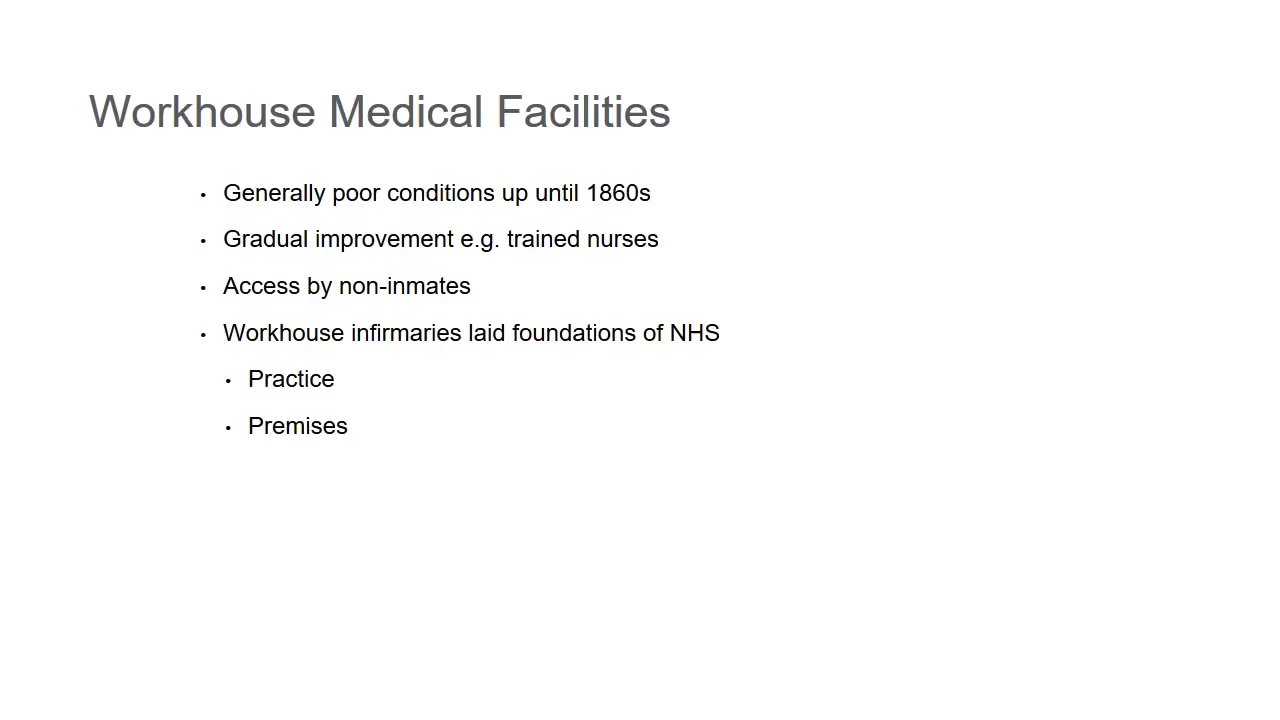 Workhouse Medical Facilities
• Generally poor conditions up until 1860s
• Gradual improvement e.g. trained nurses
• Access by non-inmates
• Workhouse infirmaries laid foundations of NHS
• Practice
• Premises